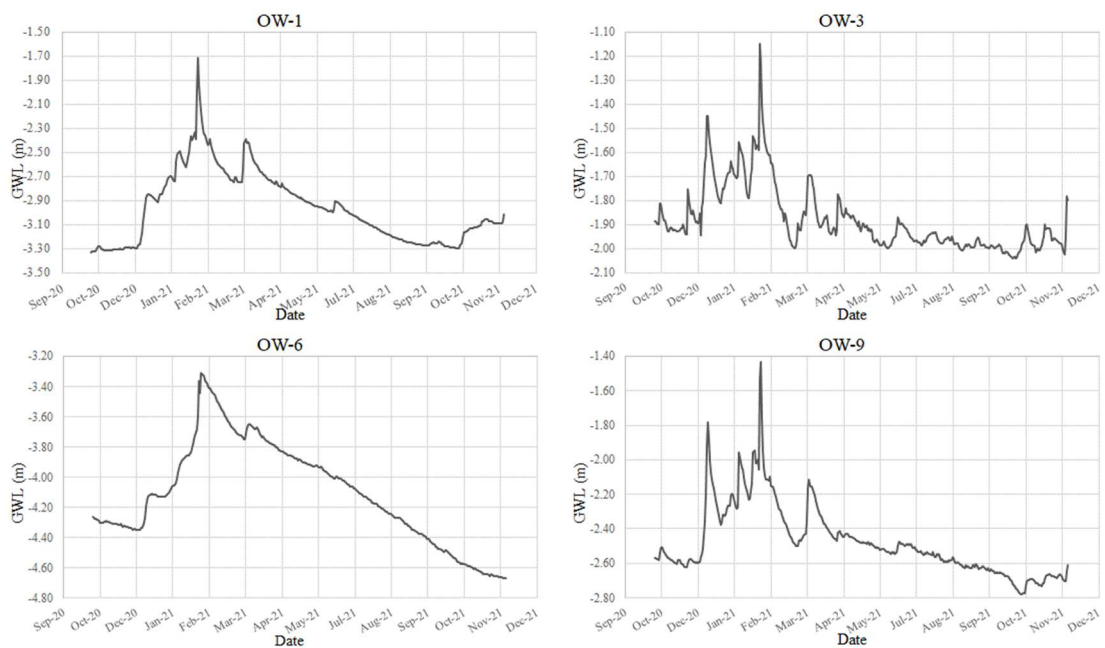 OW-1
-1.50
-1.70
-1.90
-2.10
-2.30
-2.50
-2.70
-2.90
-3.10
-3.30
-3.50
GWL (m)
Sep-20 Oct-20 Dec-20 Jan-21 Feb-21 Mar-21 Apr-21 May-21 Jul-21 Aug-21 Sep-21 Oct-21 Nov-21 Dec-21
Date
OW-3
-1.10
-1.20
-1.30
-1.40
-1.50
-1.60
-1.70
-1.80
-1.90
-2.00
-2.10
GWL (m)
Sep-20 Oct-20 Dec-20 Jan-21 Feb-21 Mar-21 Apr-21 May-21 Jul-21 Aug-21 Sep-21 Oct-21 Nov-21 Dec-21
Date
OW-6
-3.20
-3.40
-3.60
-3.80
-4.00
-4.20
-4.40
-4.60
-4.80
GWL (m)
Sep-20 Oct-20 Dec-20 Jan-21 Feb-21 Mar-21 Apr-21 May-21 Jul-21 Aug-21 Sep-21 Oct-21 Nov-21 Dec-21
Date
OW-9
-1.40
-1.60
-1.80
-2.00
-2.20
-2.40
-2.60
-2.80
GWL (m)
Sep-20 Oct-20 Dec-20 Jan-21 Feb-21 Mar-21 Apr-21 May-21 Jul-21 Aug-21 Sep-21 Oct-21 Nov-21 Dec-21
Date